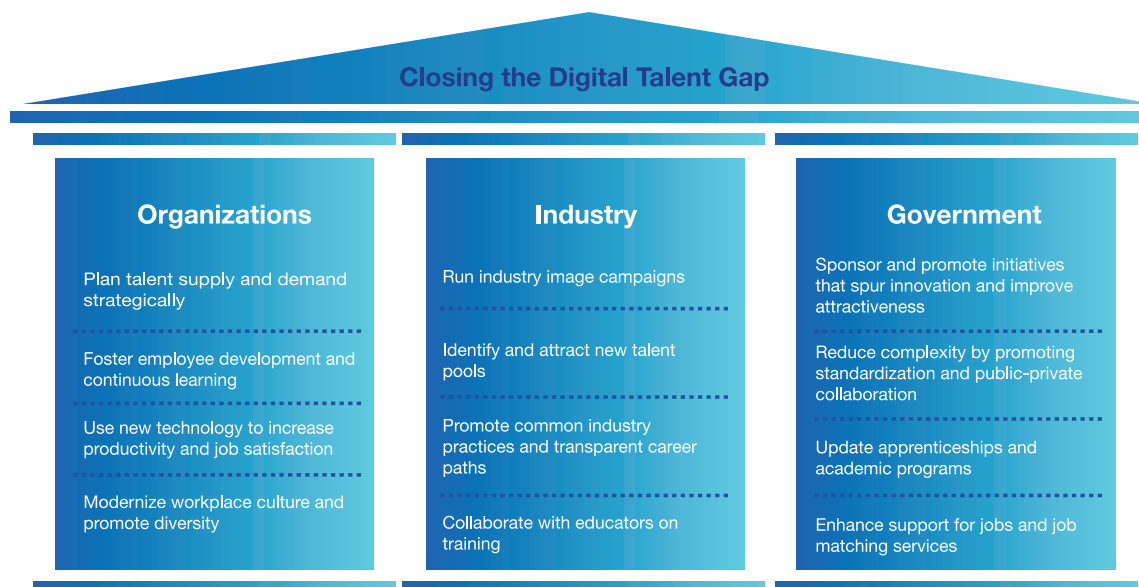 Closing the Digital Talent Gap
Organizations
Plan talent supply and demand
strategically
Foster employee development and
continuous learning
Use new technology to increase
productivity and job satisfaction
Modernize workplace culture and
promote diversity
Industry
Run industry image campaigns
Identify and attract new talent
pools
Promote common industry
practices and transparent career
paths
Collaborate with educators on
training
Government
Sponsor and promote initiatives
that spur innovation and improve
attractiveness
Reduce complexity by promoting
standardization and public-private
collaboration
Update apprenticeships and
academic programs
Enhance support for jobs and job
matching services